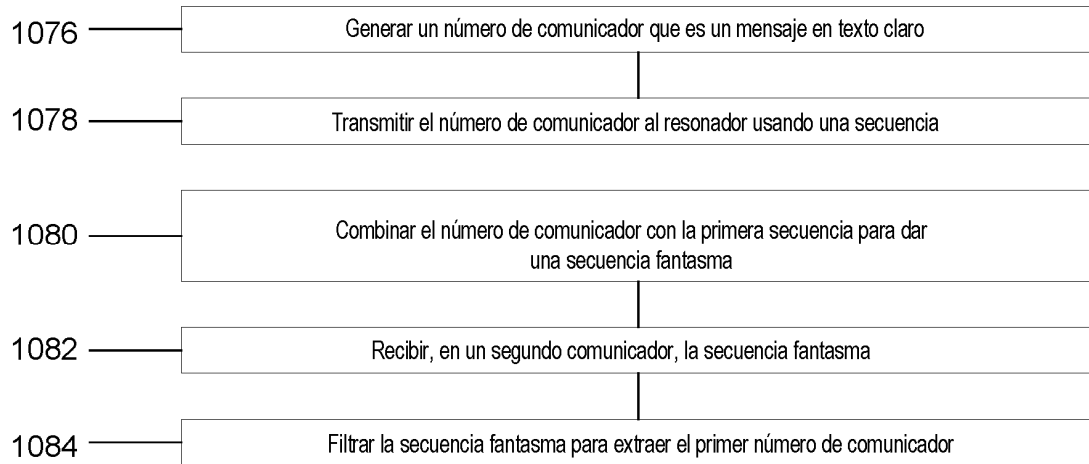 1076 Generar un número de comunicador que es un mensaje en texto claro
1078 Transmitir el número de comunicador al resonador usando una secuencia
1080 Combinar el número de comunicador con la primera secuencia para dar
una secuencia fantasma
1082 Recibir, en un segundo comunicador, la secuencia fantasma
1084 Filtrar la secuencia fantasma para extraer el primer número de comunicador